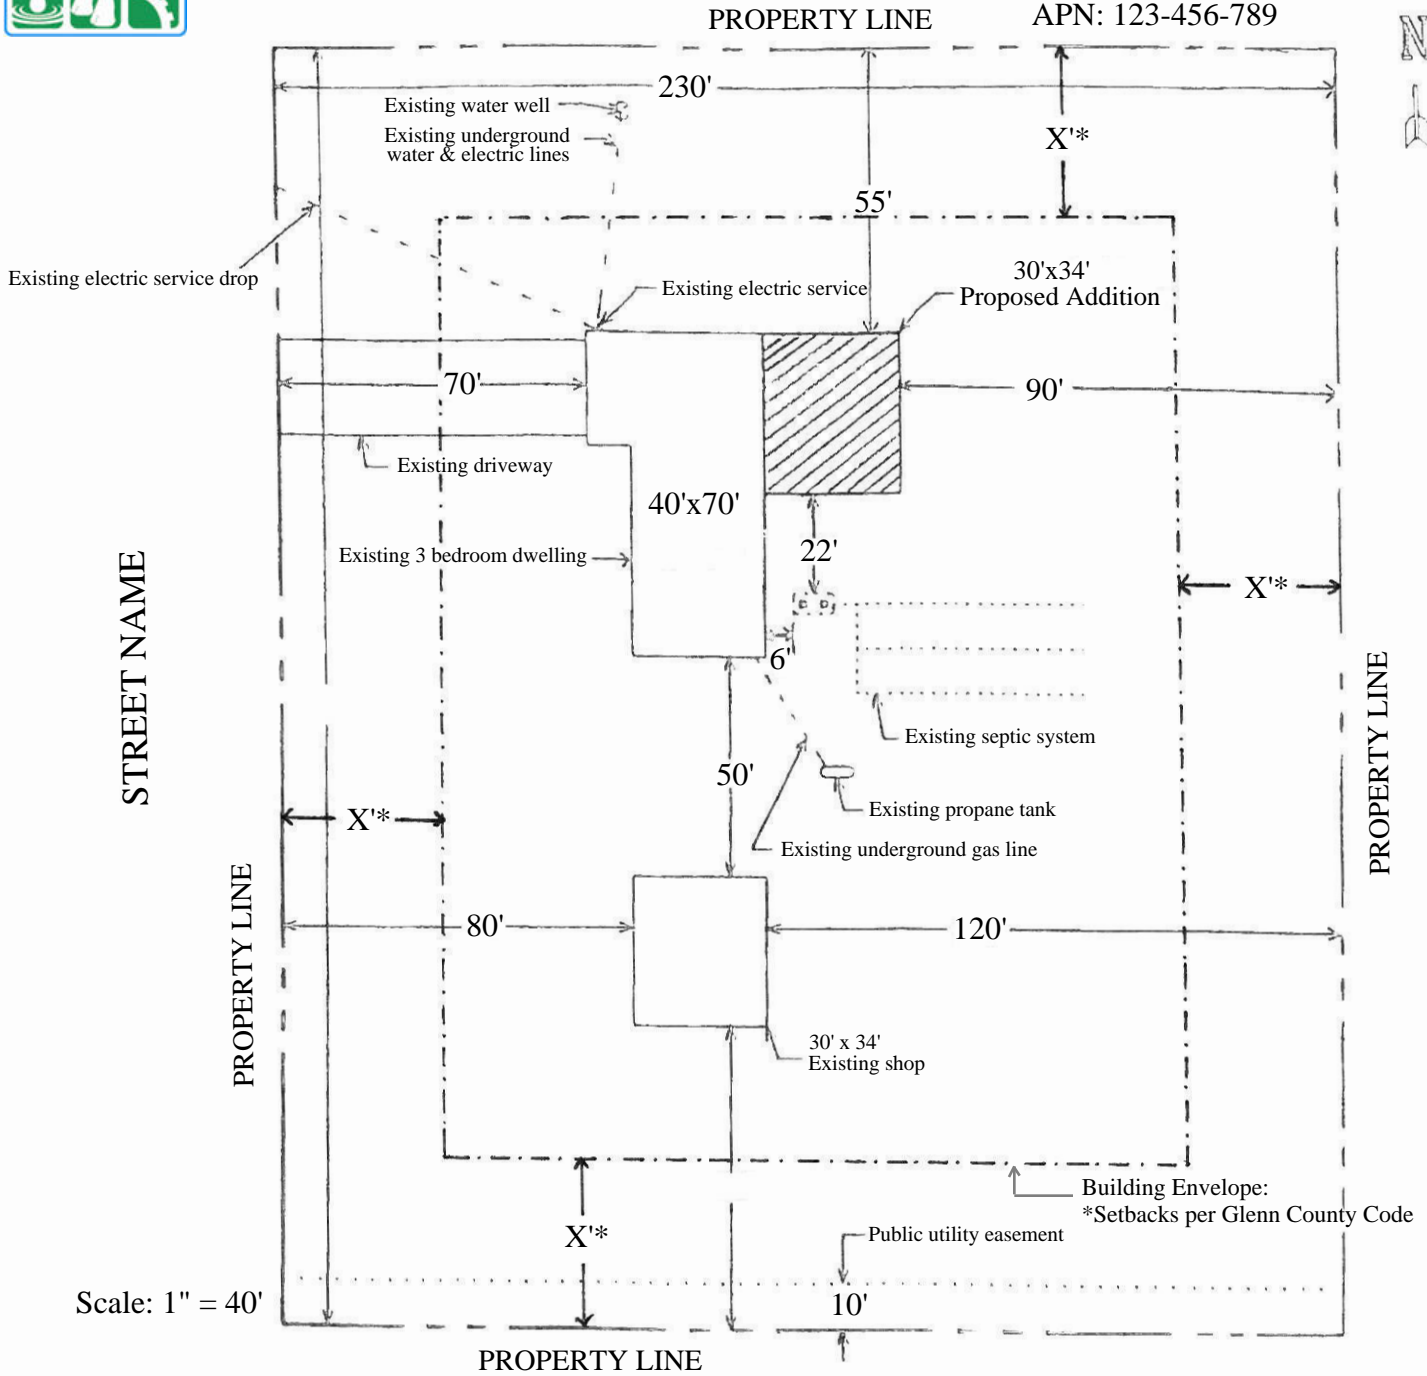 PROPERTY LINE
APN: 123-456-789
N
230'
Existing water well
Existing underground
water & electric lines
X'*
55'
Existing electric service drop
Existing electric service
30'x34'
Proposed Addition
70'
90'
Existing driveway
40'x70'
Existing 3 bedroom dwelling
22'
STREET NAME
X'*
6'
PROPERTY LINE
Existing septic system
50'
Existing propane tank
X'*
Existing underground gas line
PROPERTY LINE
80'
120'
30' x 34'
Existing shop
Building Envelope:
*Setbacks per Glenn County Code
X'*
Public utility easement
Scale: 1" = 40'
10'
PROPERTY LINE